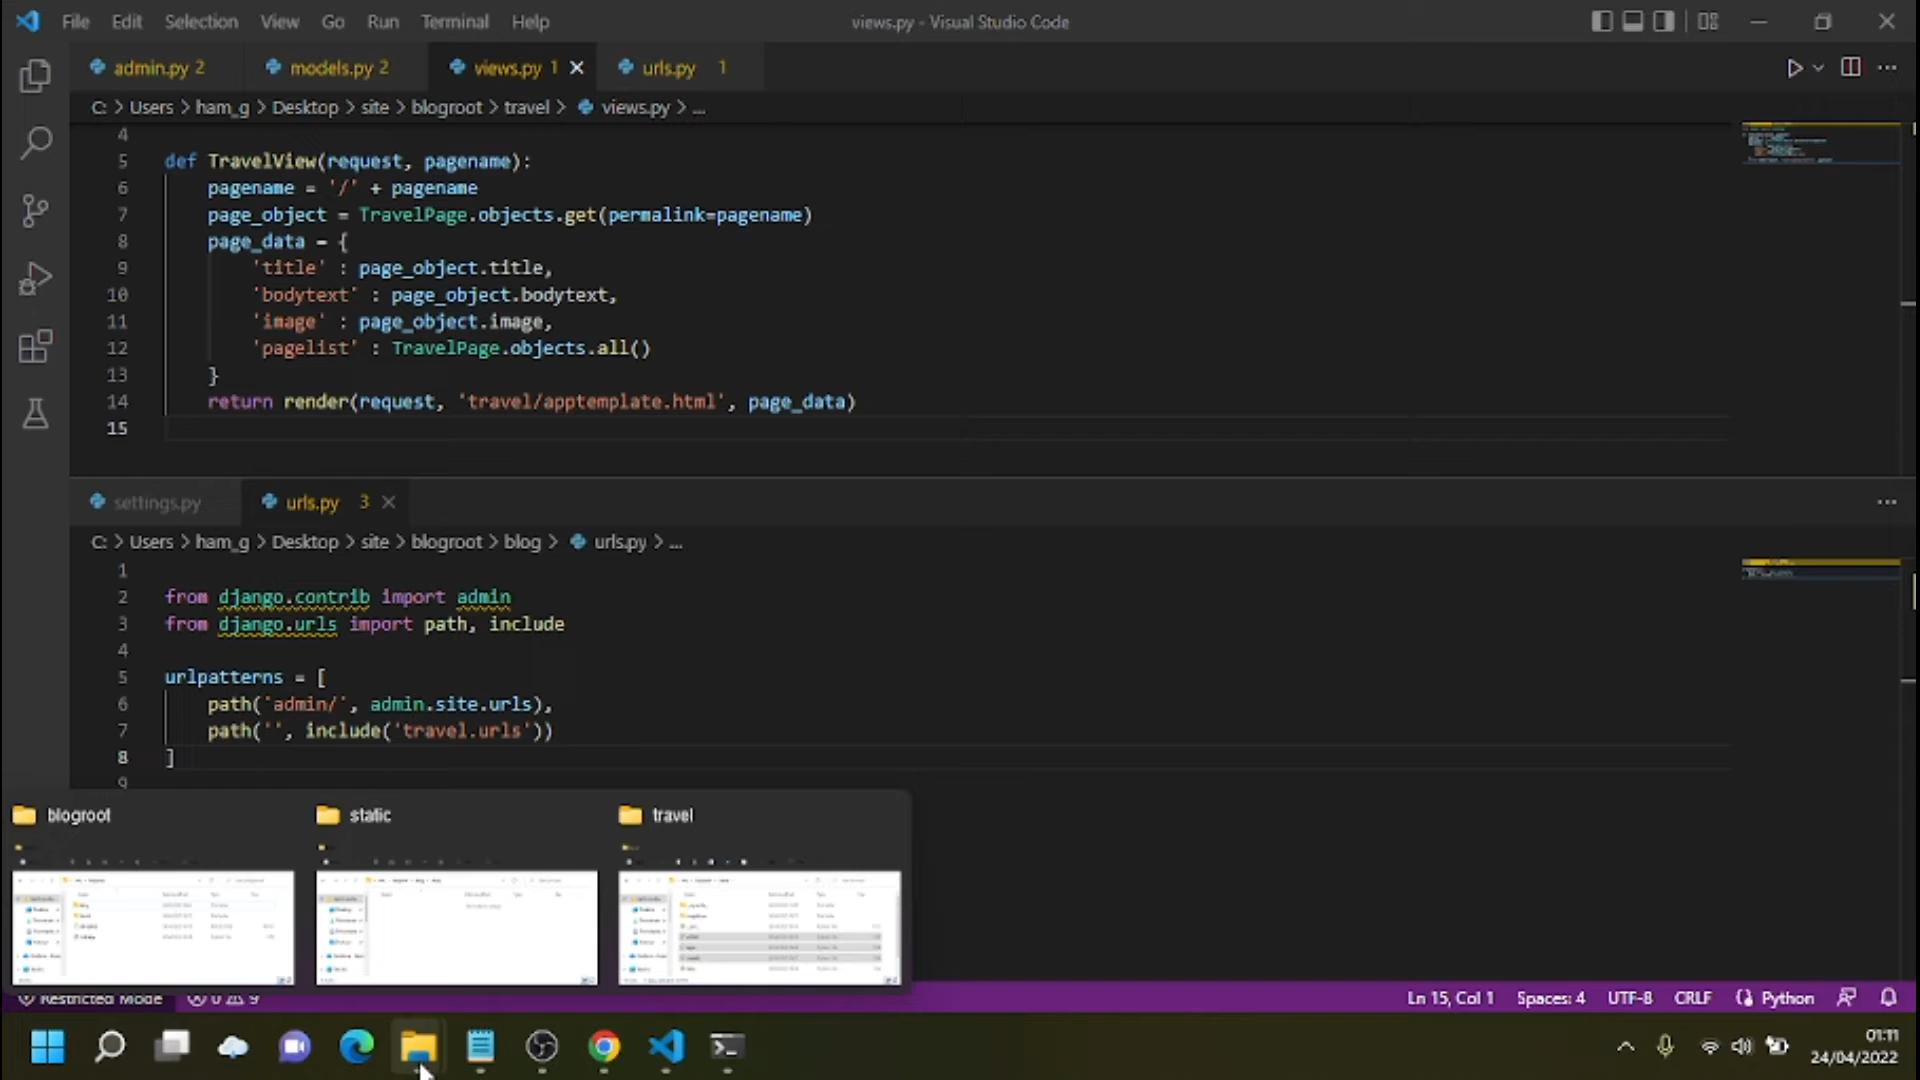 File Edit Selection View Go Run Terminal Help views.py - Visual Studio Code
admin.py 2 models.py 2 views.py 1 urls.py 1
C: > Users > ham_g > Desktop > site > blogroot > travel > views.py > ...
4
5 def TravelView(request, pagename):
6 pagename = '/' + pagename
7 page_object = TravelPage.objects.get(permalink=pagename)
8 page_data = {
9 'title' : page_object.title,
10 'bodytext' : page_object.bodytext,
11 'image' : page_object.image,
12 'pagelist' : TravelPage.objects.all()
13 }
14 return render(request, 'travel/apptemplate.html', page_data)
15
settings.py urls.py 3
C: > Users > ham_g > Desktop > site > blogroot > blog > urls.py > ...
1
2 from django.contrib import admin
3 from django.urls import path, include
4
5 urlpatterns = [
6 path('admin/', admin.site.urls),
7 path('', include('travel.urls'))
8 ]
9
blogroot static travel
Restricted Mode 0 9 Ln 15, Col 1 Spaces: 4 UTF-8 CRLF Python
01:11
24/04/2022